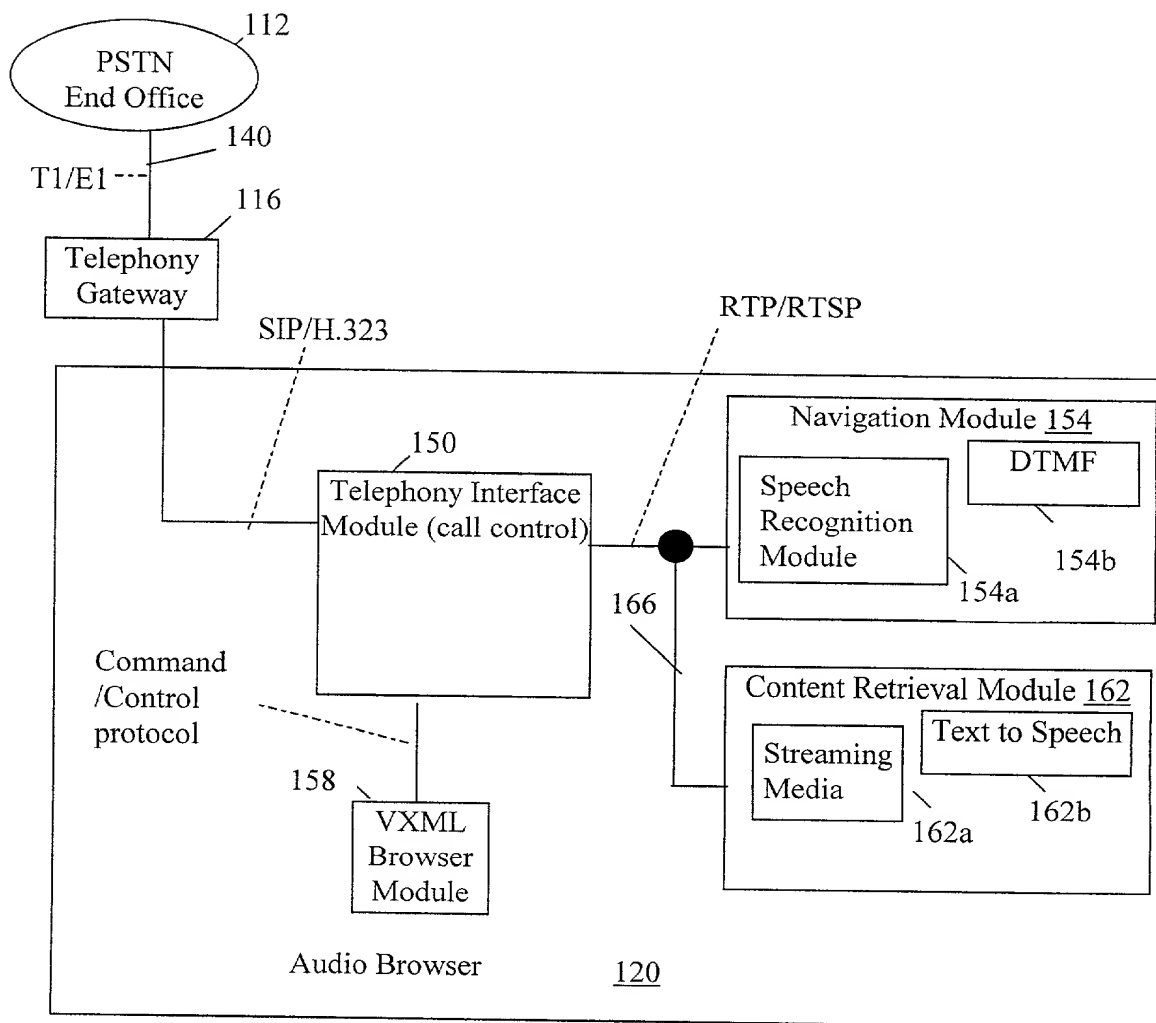 112
PSTN
End Office
140
T1/E1
116
Telephony
Gateway
SIP/H.323
RTP/RTSP
150
Telephony Interface
Module (call control)
Navigation Module 154
DTMF
Speech
Recognition
Module
154b
154a
166
Command
/Control
protocol
Content Retrieval Module 162
Text to Speech
Streaming
Media
162b
162a
158
VXML
Browser
Module
Audio Browser 120